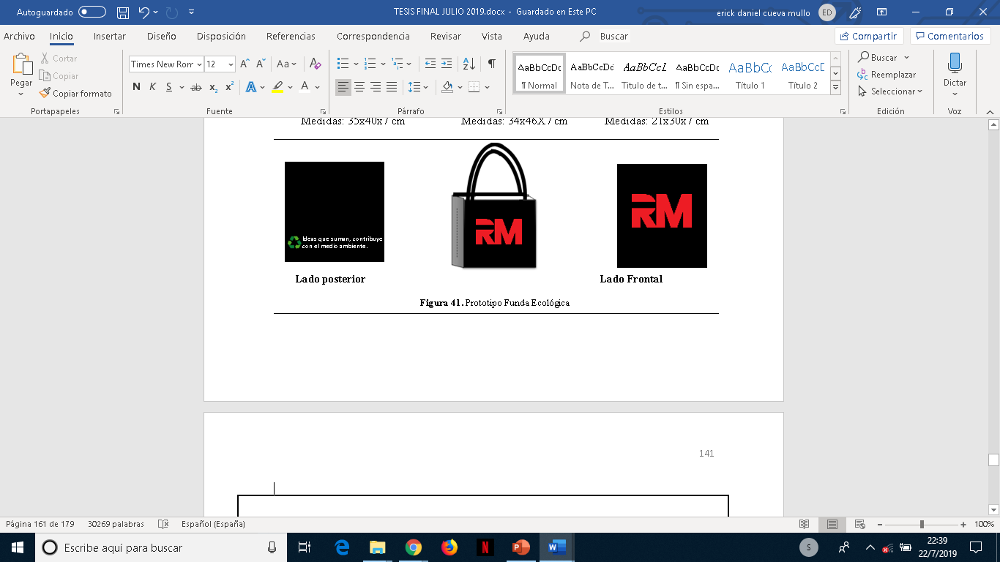 Autoguardado
TESIS FINAL JULIO 2019.docx - Guardado en Este PC
erick daniel cueva mullo ED
Archivo Inicio Insertar Diseño Disposición Referencias Correspondencia Revisar Vista Ayuda Buscar Compartir Comentarios
Pegar
Cortar
Copiar
Copiar formato
Portapapeles
Times New Rom 12 A A Aa A
N K S ab x₂ x² A A
Fuente
Párrafo
AaBbCcDc AaBbCcDc AaBbCcL AaBbCcDc AaBbCc AaBbCcD
¶ Normal Nota de T... Titulo de t... ¶ Sin espa... Título 1 Título 2
Estilos
Buscar
Reemplazar
Seleccionar
Edición
Dictar
Voz
Medidas: 35x40x7 cm Medidas: 34x46X7 cm Medidas: 21x30x7 cm
Ideas que suman, contribuye
con el medio ambiente.
RM
RM
Lado posterior Lado Frontal
Figura 41. Prototipo Funda Ecológica
141
Página 161 de 179 30269 palabras Español (España) 100%
Escribe aquí para buscar
S
22:39
22/7/2019